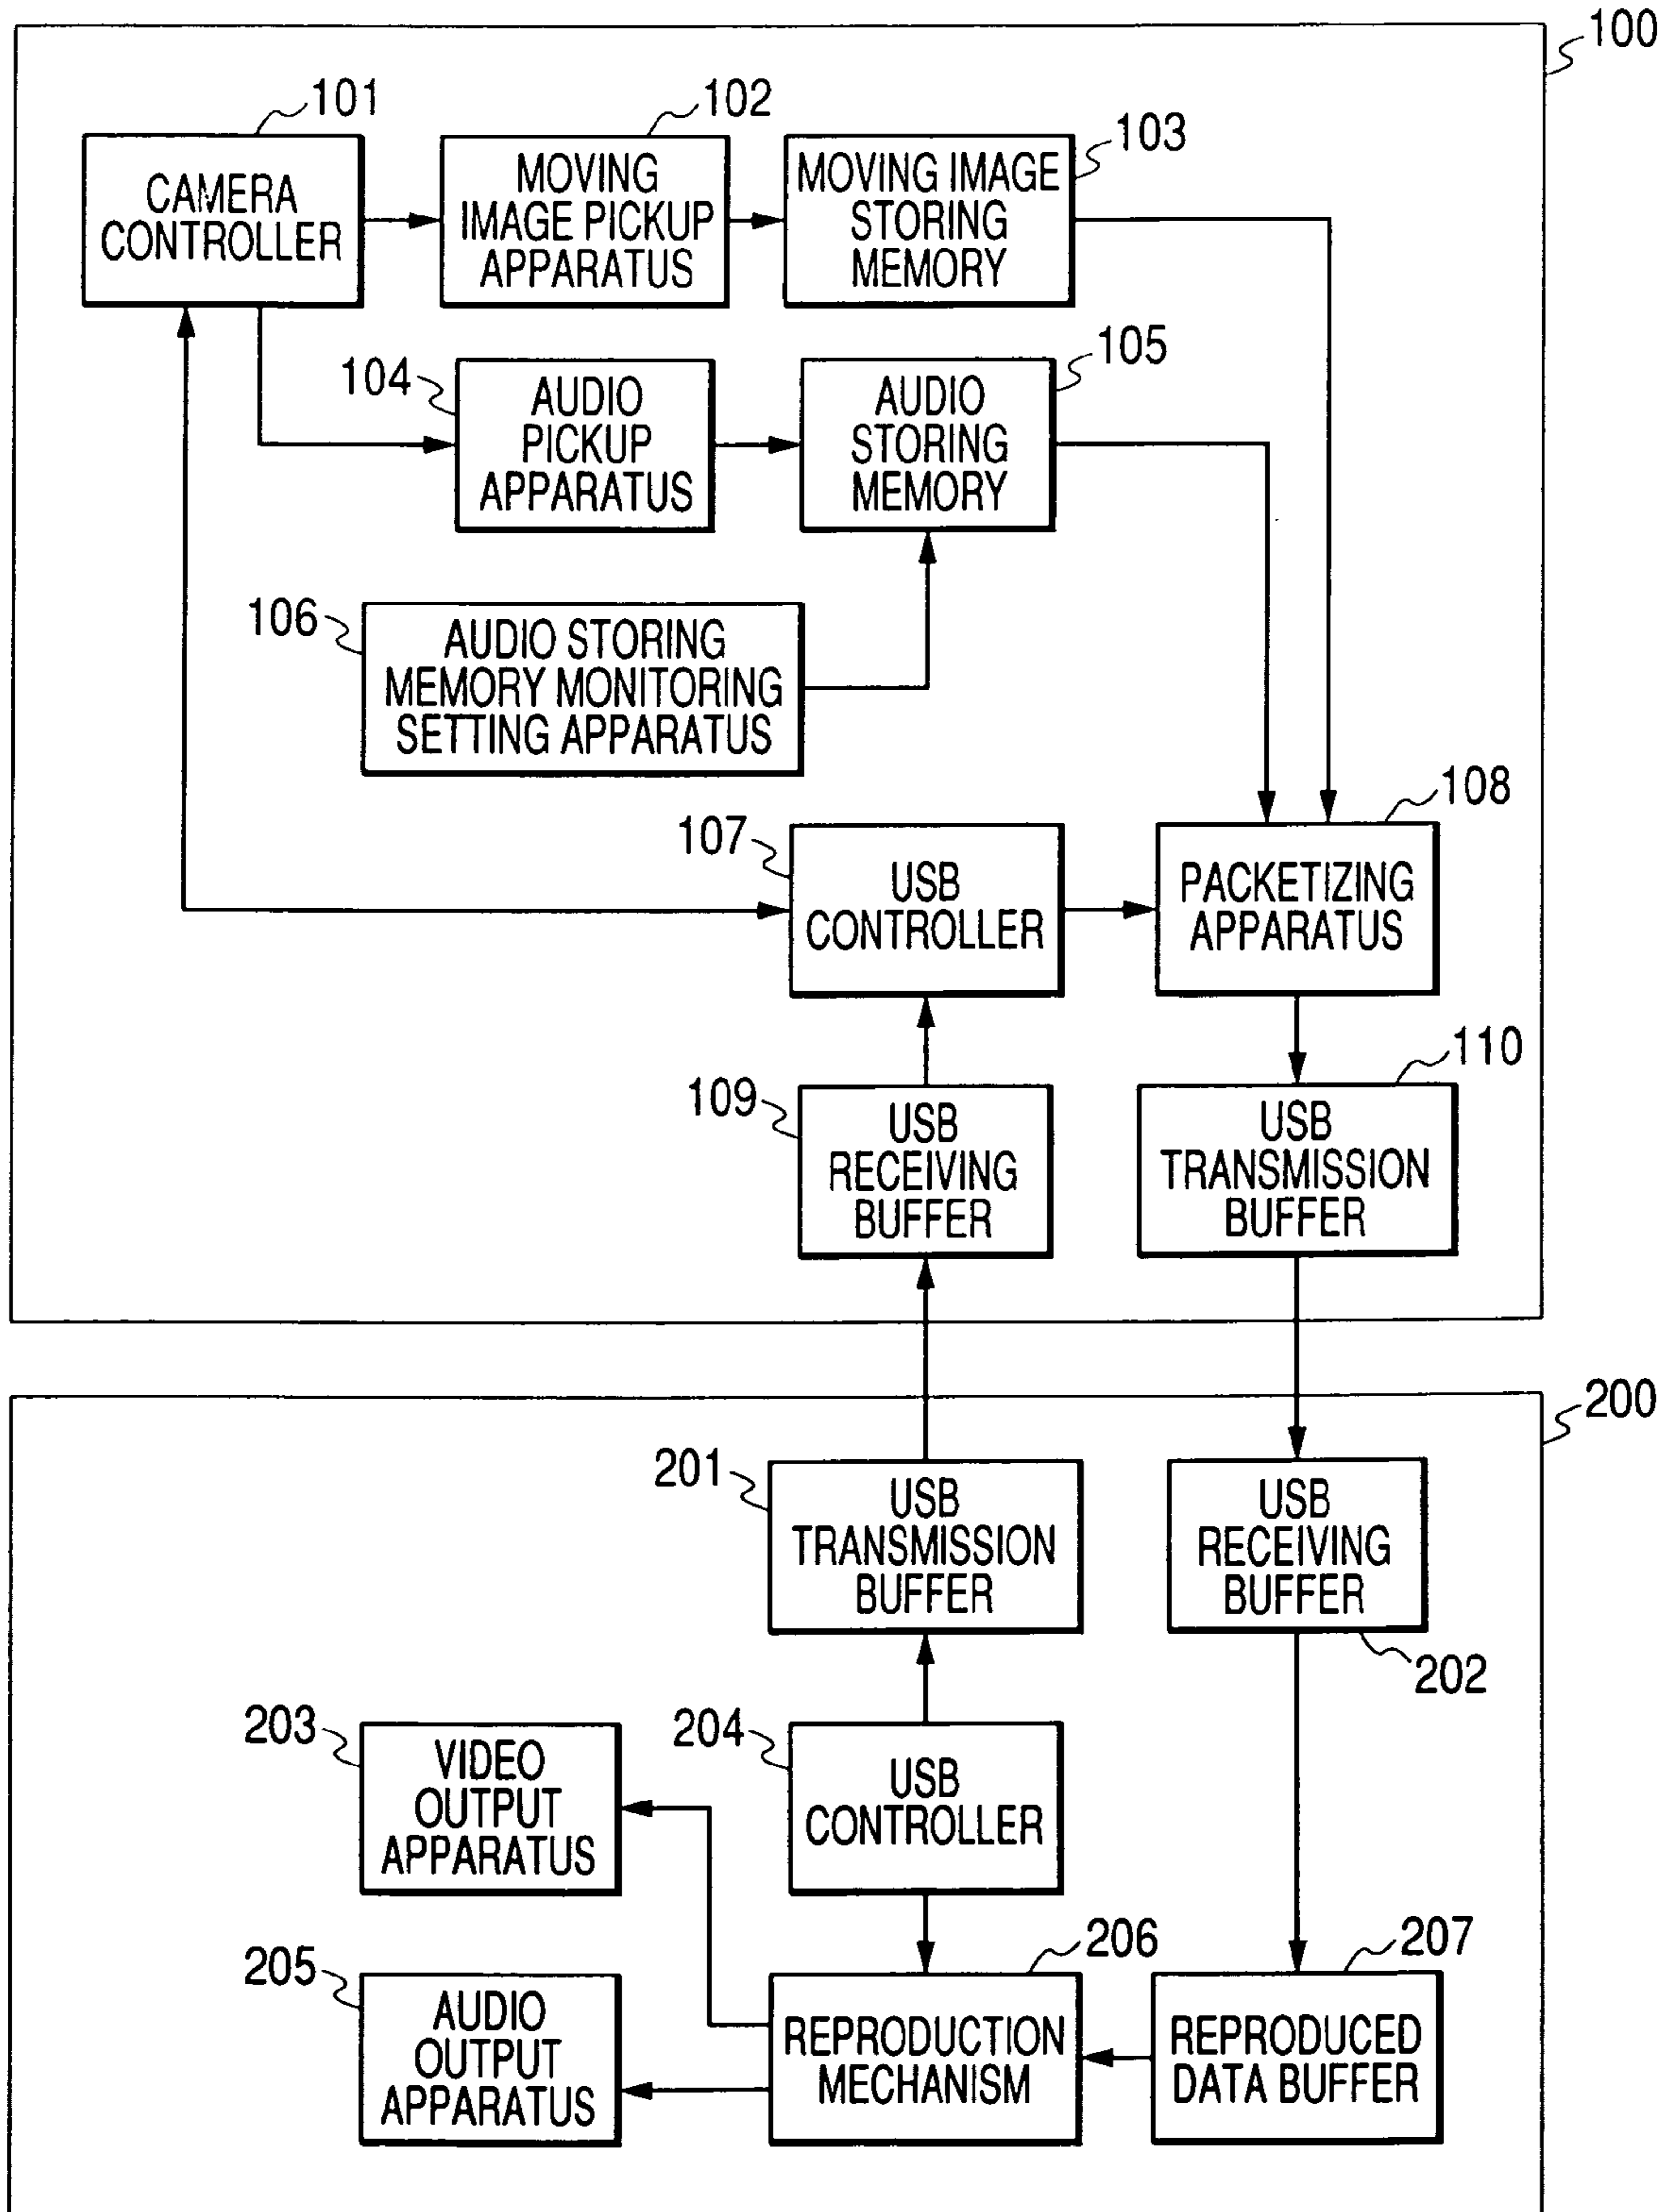 100
101
CAMERA
CONTROLLER
102
MOVING
IMAGE PICKUP
APPARATUS
103
MOVING IMAGE
STORING
MEMORY
104
AUDIO
PICKUP
APPARATUS
105
AUDIO
STORING
MEMORY
106
AUDIO STORING
MEMORY MONITORING
SETTING APPARATUS
107
USB
CONTROLLER
108
PACKETIZING
APPARATUS
109
USB
RECEIVING
BUFFER
110
USB
TRANSMISSION
BUFFER
200
201
USB
TRANSMISSION
BUFFER
USB
RECEIVING
BUFFER
202
203
VIDEO
OUTPUT
APPARATUS
204
USB
CONTROLLER
205
AUDIO
OUTPUT
APPARATUS
206
REPRODUCTION
MECHANISM
207
REPRODUCED
DATA BUFFER